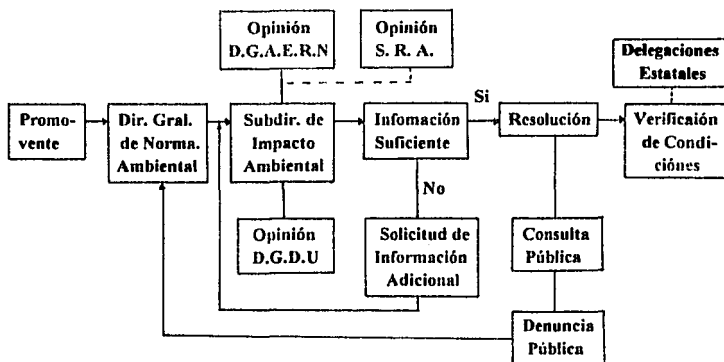 Opinión
D.G.A.E.R.N
Opinión
S. R. A.
Delegaciones
Estatales
Promo-
vente
Dir. Gral.
de Norma.
Ambiental
Subdir. de
Impacto
Ambiental
Infomación
Suficiente
Si
Resolución
Verificaión
de Condi-
ciónes
No
Opinión
D.G.D.U
Solicitud de
Información
Adicional
Consulta
Pública
Denuncia
Pública